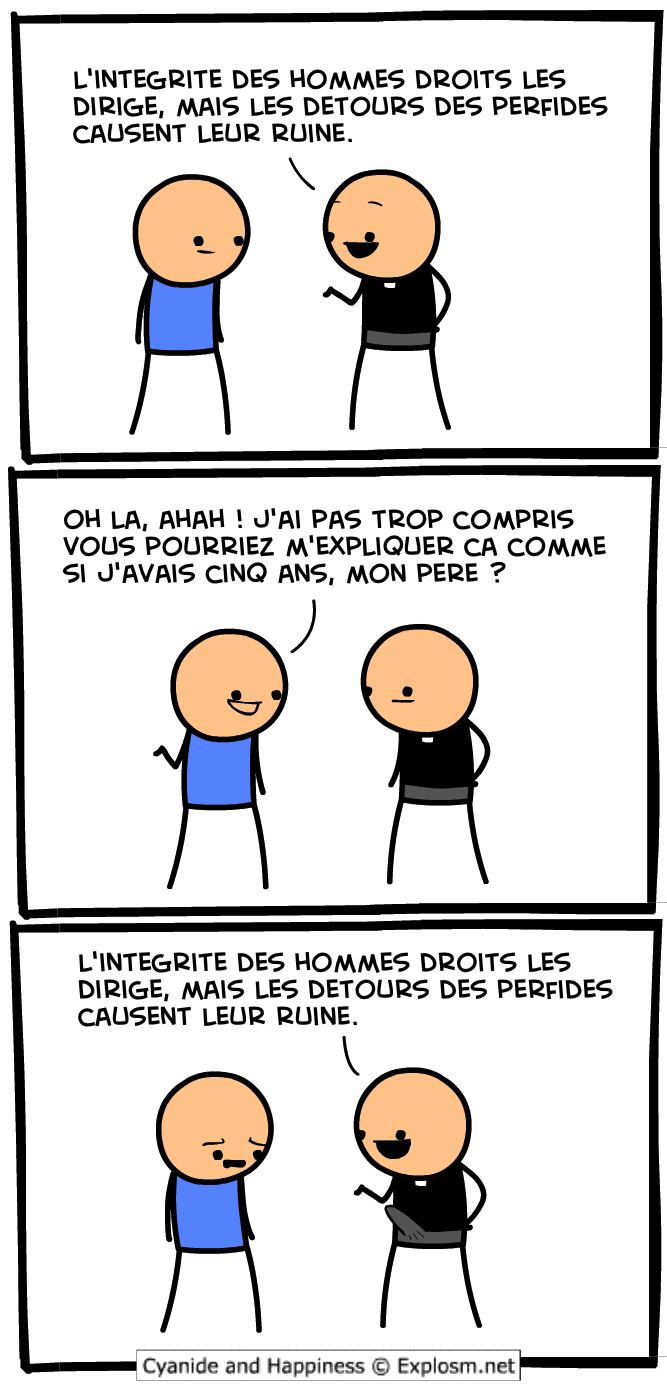 L'INTEGRITE DES HOMMES DROITS LES
DIRIGE, MAIS LES DETOURS DES PERFIDES
CAUSENT LEUR RUINE.
OH LA, AHAH ! J'AI PAS TROP COMPRIS
VOUS POURRIEZ M'EXPLIQUER CA COMME
SI J'AVAIS CINQ ANS, MON PERE ?
L'INTEGRITE DES HOMMES DROITS LES
DIRIGE, MAIS LES DETOURS DES PERFIDES
CAUSENT LEUR RUINE.
Cyanide and Happiness © Explosm.net